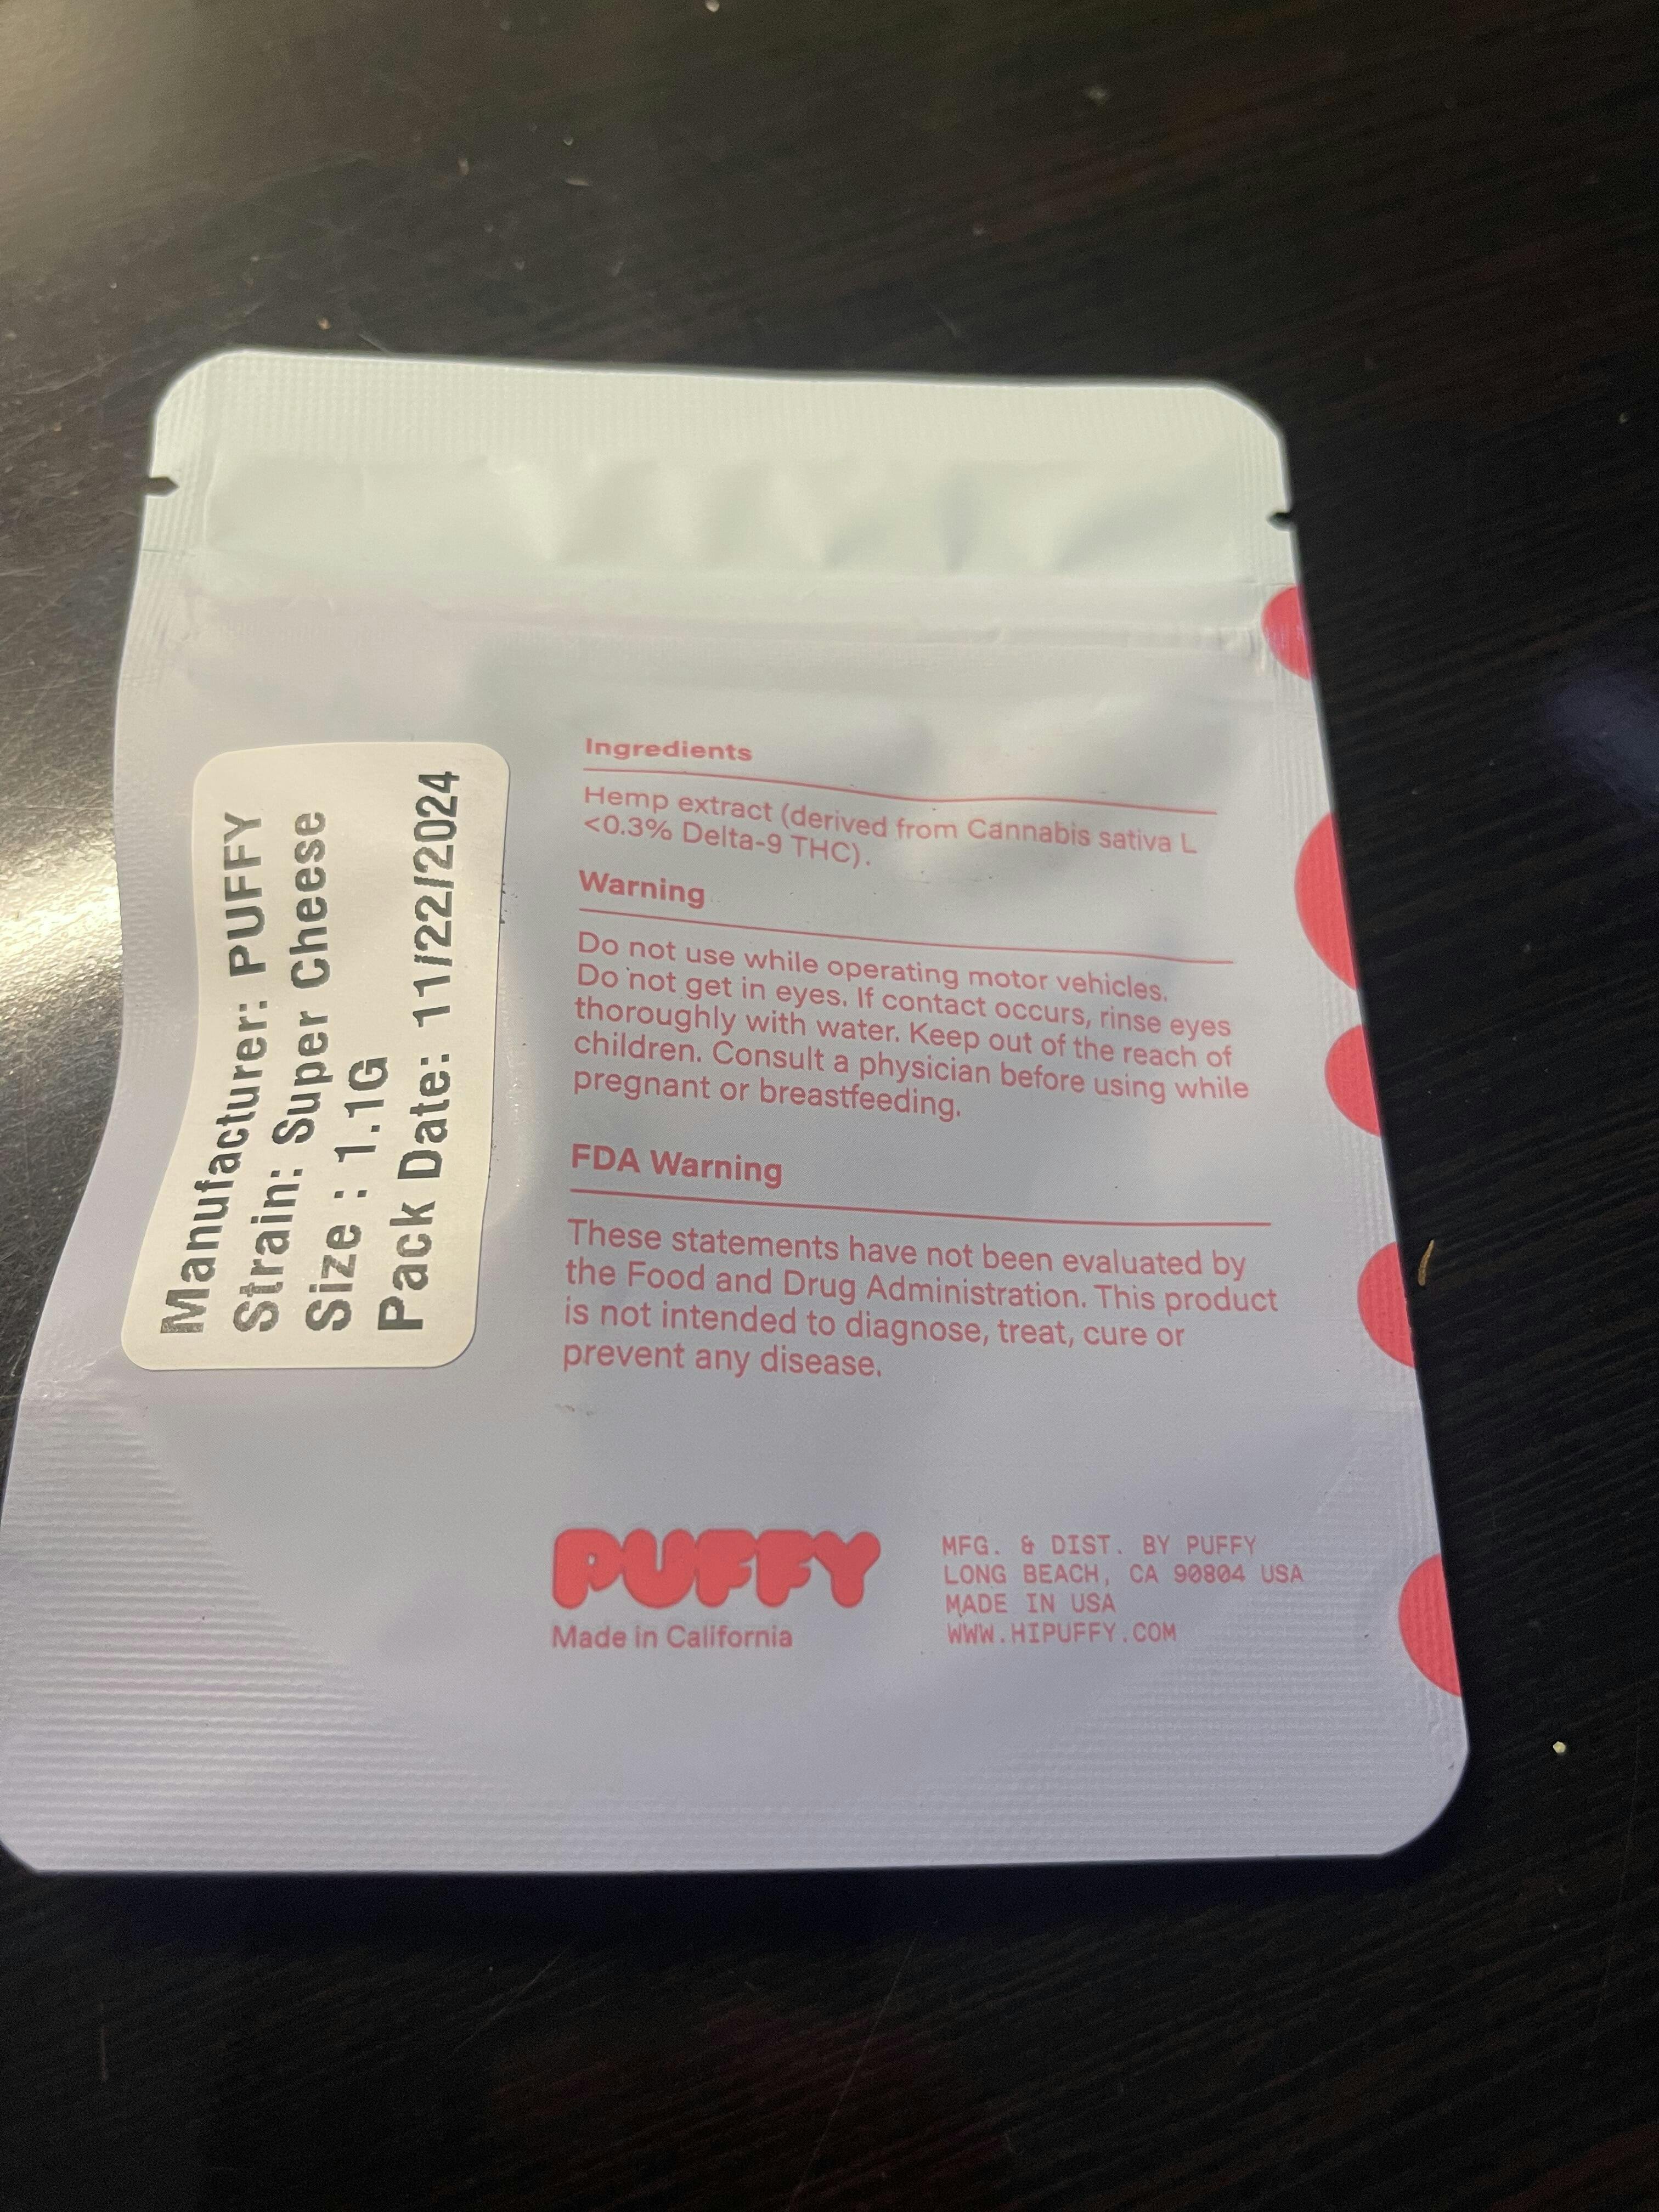 Manufacturer: PUFFY
Strain: Super Cheese
Size : 1.1G
Pack Date: 11/22/2024
Ingredients
Hemp extract (derived from Cannabis sativa L
<0.3% Delta-9 THC).
Warning
Do not use while operating motor vehicles.
Do not get in eyes. If contact occurs, rinse eyes
thoroughly with water. Keep out of the reach of
children. Consult a physician before using while
pregnant or breastfeeding.
FDA Warning
These statements have not been evaluated by
the Food and Drug Administration. This product
is not intended to diagnose, treat, cure or
prevent any disease.
PUFFY
Made in California
MFG. & DIST. BY PUFFY
LONG BEACH, CA 90804 USA
MADE IN USA
WWW.HIPUFFY.COM